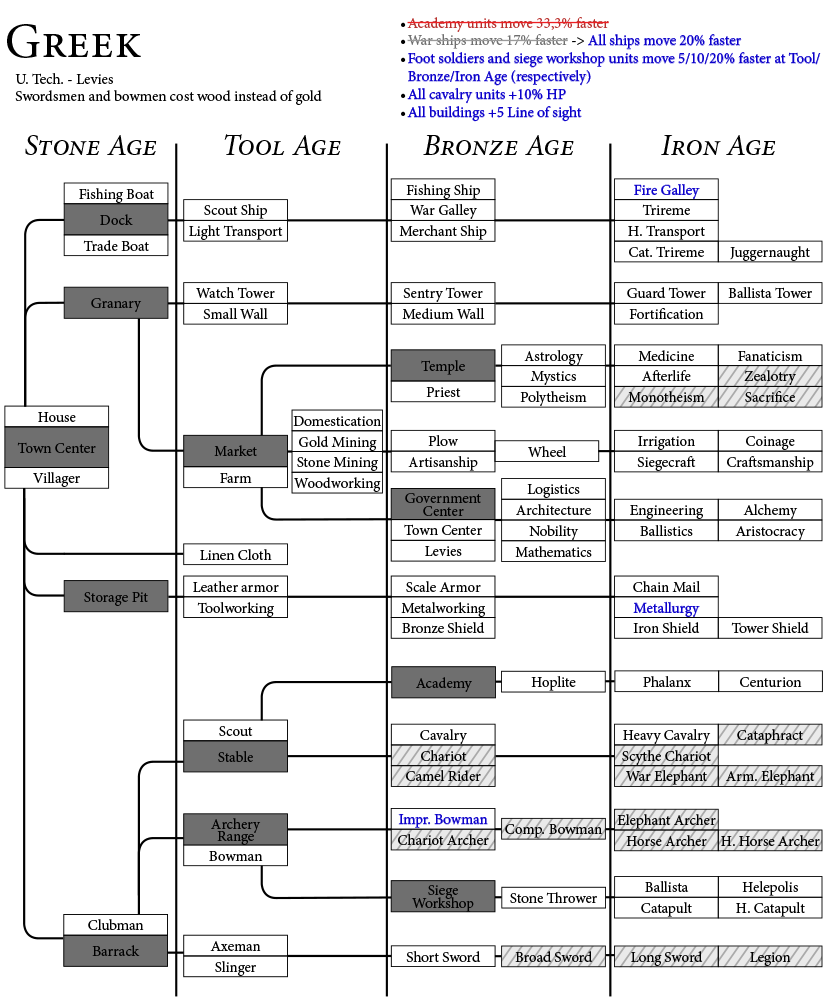 GREEK
U. Tech. - Levies
Swordsmen and bowmen cost wood instead of gold
• Academy units move 33,3% faster
• War ships move 17% faster -> All ships move 20% faster
• Foot soldiers and siege workshop units move 5/10/20% faster at Tool/
Bronze/Iron Age (respectively)
• All cavalry units +10% HP
• All buildings +5 Line of sight
STONE AGE TOOL AGE BRONZE AGE IRON AGE
Fishing Boat Fishing Ship Fire Galley
Dock Scout Ship War Galley Trireme
Trade Boat Light Transport Merchant Ship H. Transport
Cat. Trireme Juggernaught
Granary Watch Tower Sentry Tower Guard Tower Ballista Tower
Small Wall Medium Wall Fortification
Temple Astrology Medicine Fanaticism
Mystics Afterlife Zealotry
Priest Polytheism Monotheism Sacrifice
House
Town Center
Villager
Market
Farm
Domestication
Gold Mining
Stone Mining
Woodworking
Plow Wheel Irrigation Coinage
Artisanship Siegecraft Craftsmanship
Government
Center
Town Center
Levies
Logistics
Architecture
Nobility
Mathematics
Engineering Alchemy
Ballistics Aristocracy
Linen Cloth
Storage Pit Leather armor Scale Armor Chain Mail
Toolworking Metalworking Metallurgy
Bronze Shield Iron Shield Tower Shield
Academy Hoplite Phalanx Centurion
Scout Cavalry Heavy Cavalry Cataphract
Stable Chariot Scythe Chariot
Camel Rider War Elephant Arm. Elephant
Archery
Range
Bowman
Impr. Bowman Comp. Bowman Elephant Archer
Chariot Archer Horse Archer H. Horse Archer
Siege
Workshop
Stone Thrower
Ballista Helepolis
Catapult H. Catapult
Clubman
Barrack
Axeman Short Sword Broad Sword Long Sword Legion
Slinger